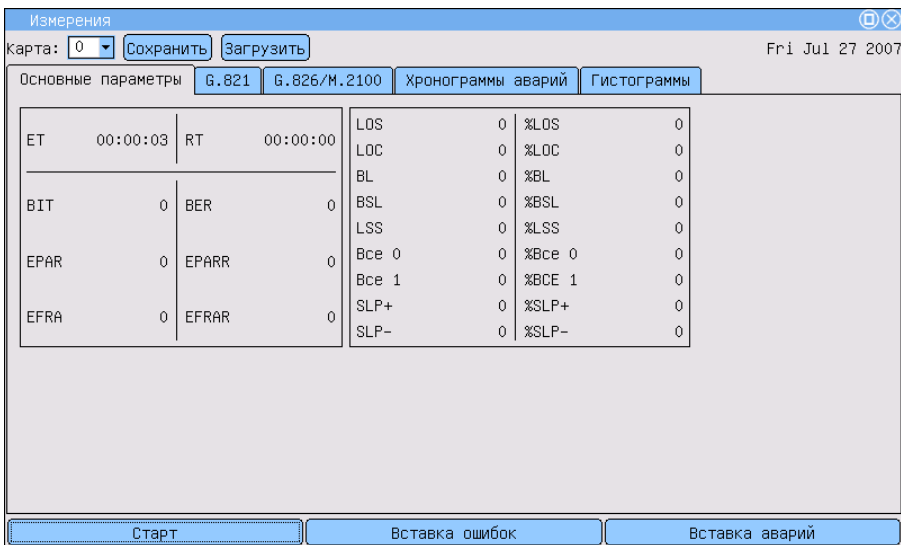 Измерения
Карта: 0 Сохранить Загрузить Fri Jul 27 2007
Основные параметры G.821 G.826/M.2100 Хронограммы аварий Гистограммы
ET 00:00:03 RT 00:00:00
BIT 0 BER 0
EPAR 0 EPARR 0
EFRA 0 EFRAR 0
LOS 0 %LOS 0
LOC 0 %LOC 0
BL 0 %BL 0
BSL 0 %BSL 0
LSS 0 %LSS 0
Все 0 0 %Все 0 0
Все 1 0 %ВСЕ 1 0
SLP+ 0 %SLP+ 0
SLP- 0 %SLP- 0
Старт Вставка ошибок Вставка аварий